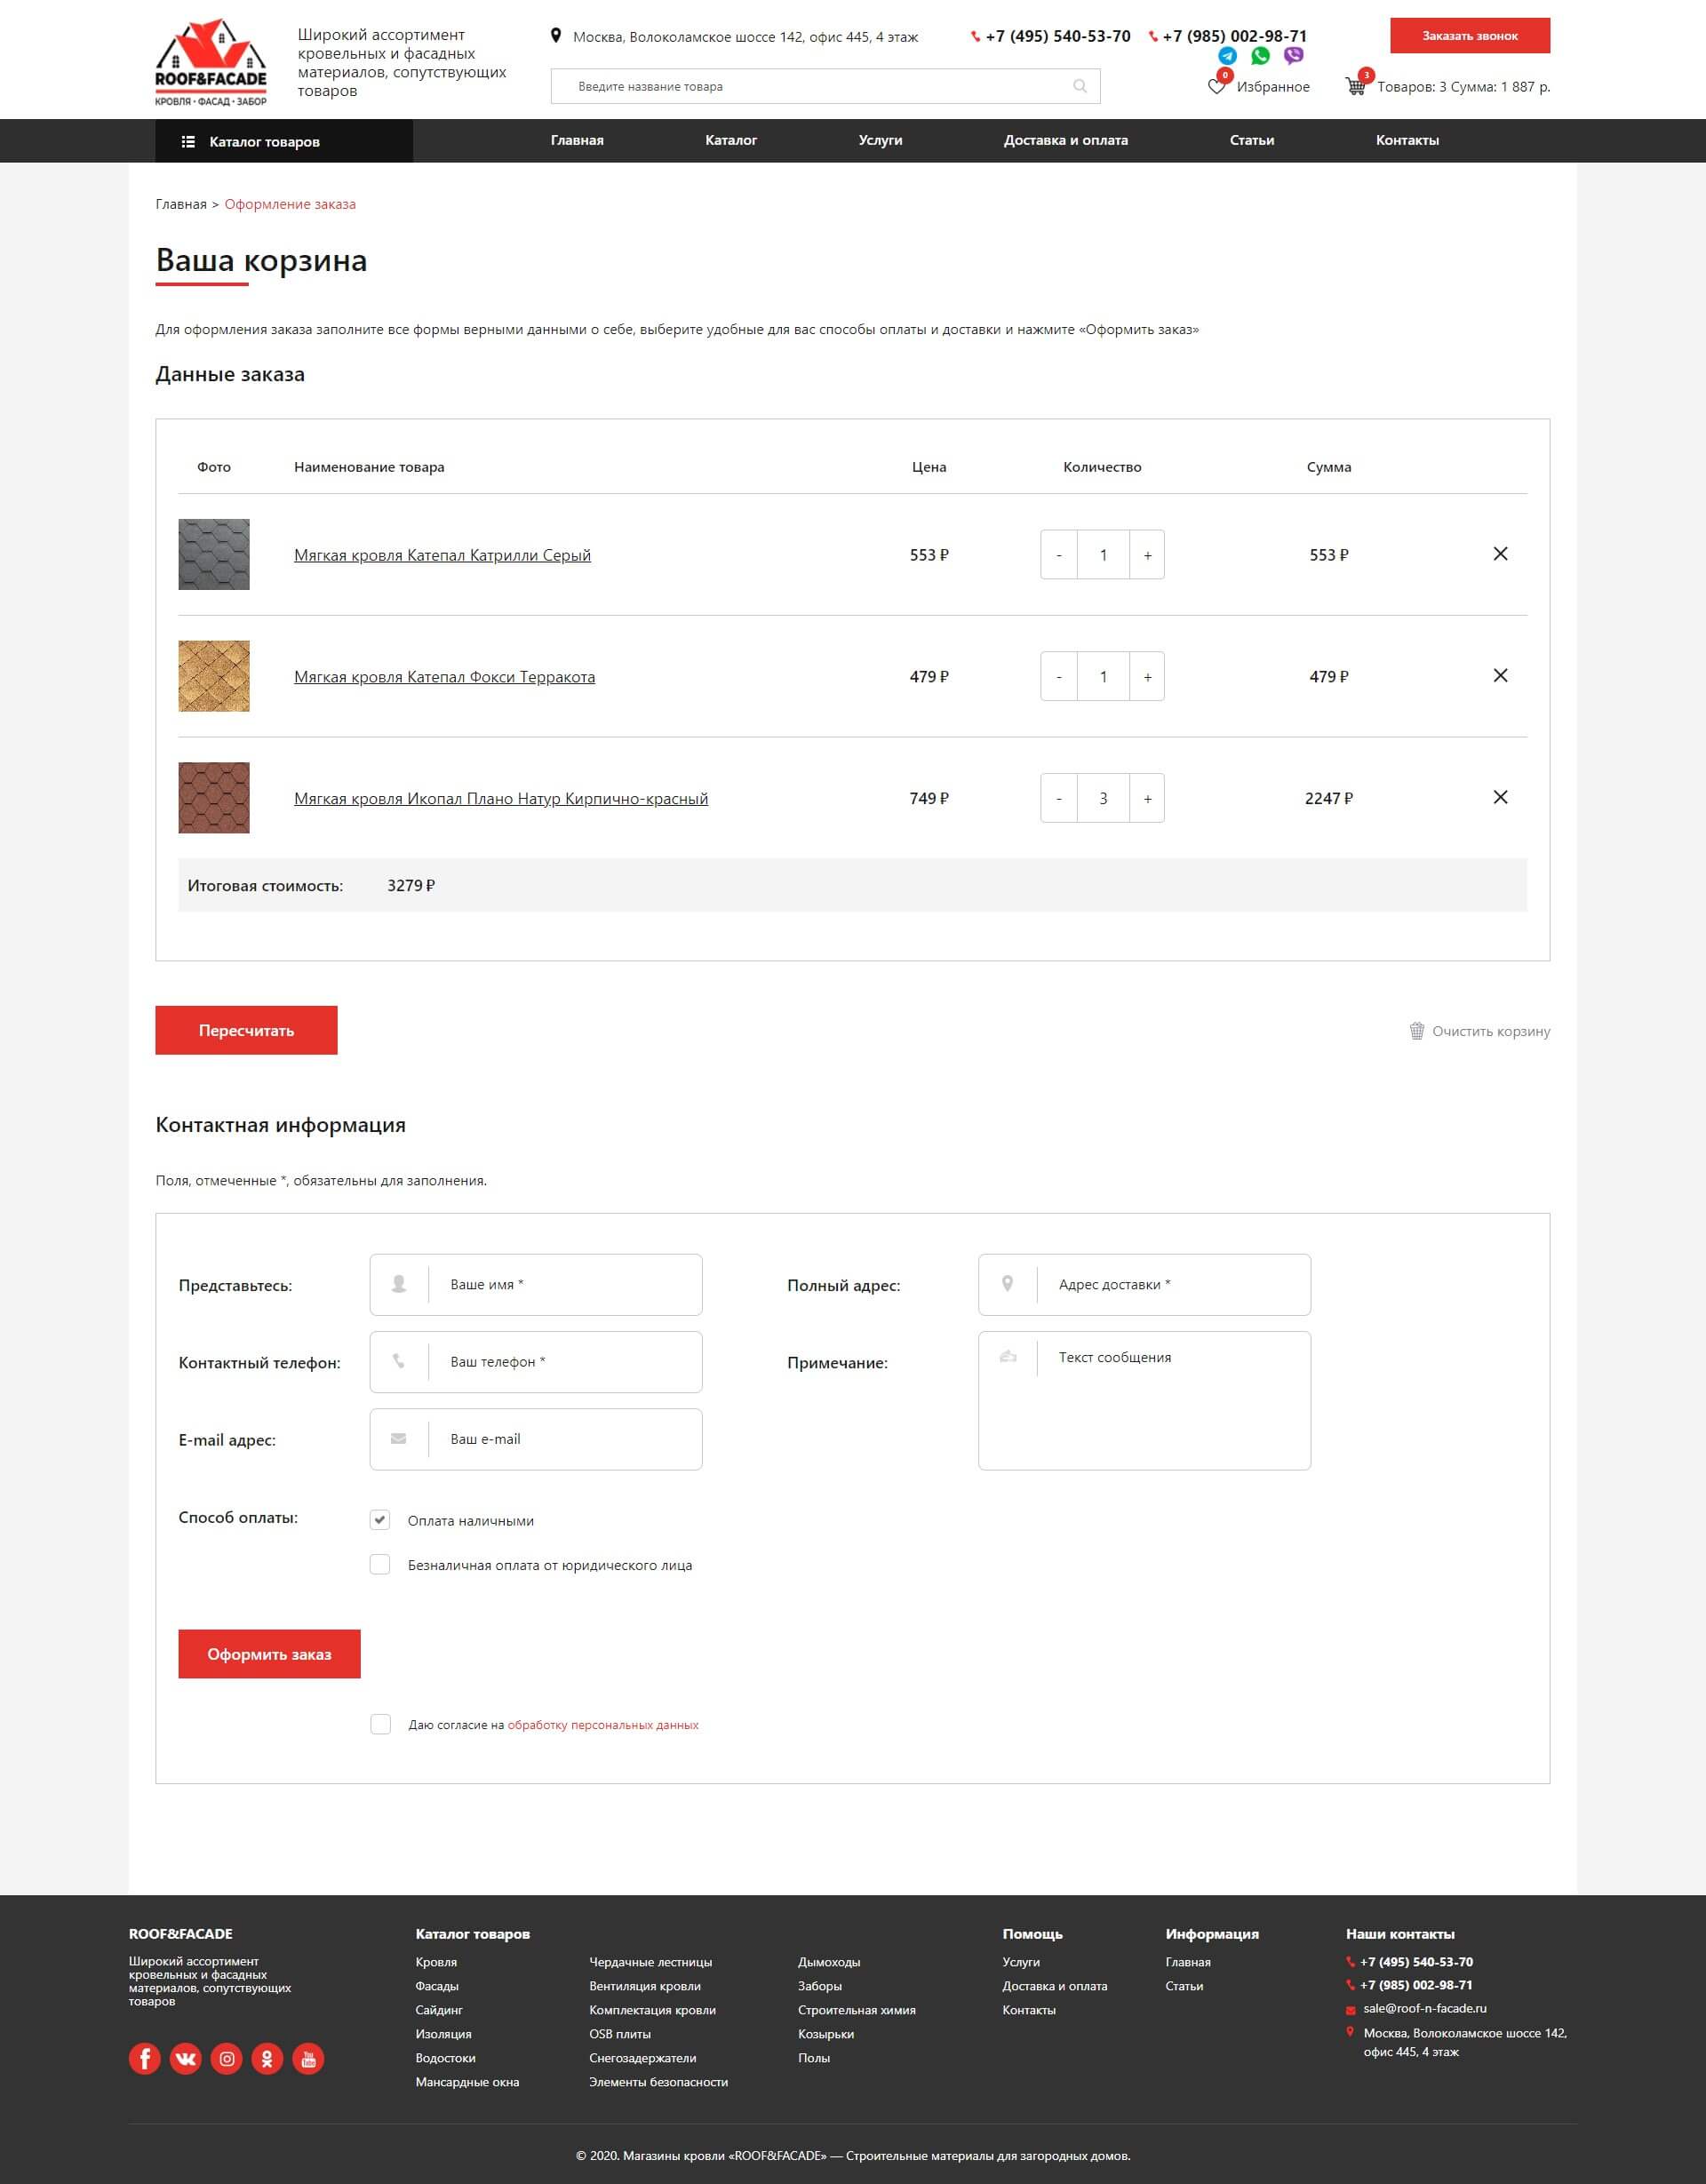 ROOF&FACADE
КРОВЛЯ • ФАСАД • ЗАБОР
Широкий ассортимент
кровельных и фасадных
материалов, сопутствующих
товаров
Москва, Волоколамское шоссе 142, офис 445, 4 этаж
+7 (495) 540-53-70
+7 (985) 002-98-71
Заказать звонок
Введите название товара
0
Избранное
3
Товаров: 3 Сумма: 1 887 р.
Каталог товаров
Главная
Каталог
Услуги
Доставка и оплата
Статьи
Контакты
Главная > Оформление заказа
Ваша корзина
Для оформления заказа заполните все формы верными данными о себе, выберите удобные для вас способы оплаты и доставки и нажмите «Оформить заказ»
Данные заказа
Фото Наименование товара Цена Количество Сумма
Мягкая кровля Катепал Катрилли Серый 553 ₽ - 1 + 553 ₽
Мягкая кровля Катепал Фокси Терракота 479 ₽ - 1 + 479 ₽
Мягкая кровля Икопал Плано Натур Кирпично-красный 749 ₽ - 3 + 2247 ₽
Итоговая стоимость: 3279 ₽
Пересчитать
Очистить корзину
Контактная информация
Поля, отмеченные *, обязательны для заполнения.
Представьтесь:
Ваше имя *
Полный адрес:
Адрес доставки *
Контактный телефон:
Ваш телефон *
Примечание:
Текст сообщения
E-mail адрес:
Ваш e-mail
Способ оплаты:
Оплата наличными
Безналичная оплата от юридического лица
Оформить заказ
Даю согласие на обработку персональных данных
ROOF&FACADE
Широкий ассортимент
кровельных и фасадных
материалов, сопутствующих
товаров
Каталог товаров
Кровля
Фасады
Сайдинг
Изоляция
Водостоки
Мансардные окна
Чердачные лестницы
Вентиляция кровли
Комплектация кровли
OSB плиты
Снегозадержатели
Элементы безопасности
Дымоходы
Заборы
Строительная химия
Козырьки
Полы
Помощь
Услуги
Доставка и оплата
Контакты
Информация
Главная
Статьи
Наши контакты
+7 (495) 540-53-70
+7 (985) 002-98-71
sale@roof-n-facade.ru
Москва, Волоколамское шоссе 142,
офис 445, 4 этаж
You
Tube
© 2020. Магазины кровли «ROOF&FACADE» — Строительные материалы для загородных домов.